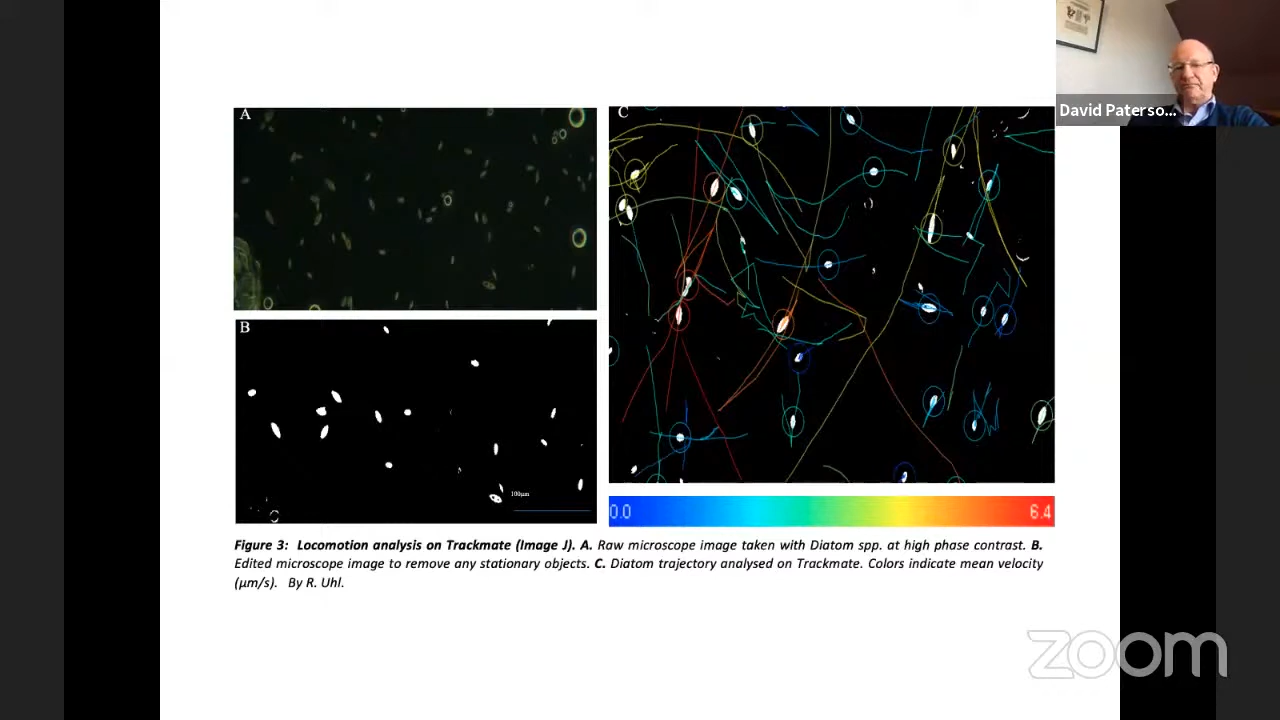 A
C
David Paterso...
B
100µm
0.0
6.4
Figure 3: Locomotion analysis on Trackmate (Image J). A. Raw microscope image taken with Diatom spp. at high phase contrast. B.
Edited microscope image to remove any stationary objects. C. Diatom trajectory analysed on Trackmate. Colors indicate mean velocity
(µm/s). By R. Uhl.
zoom